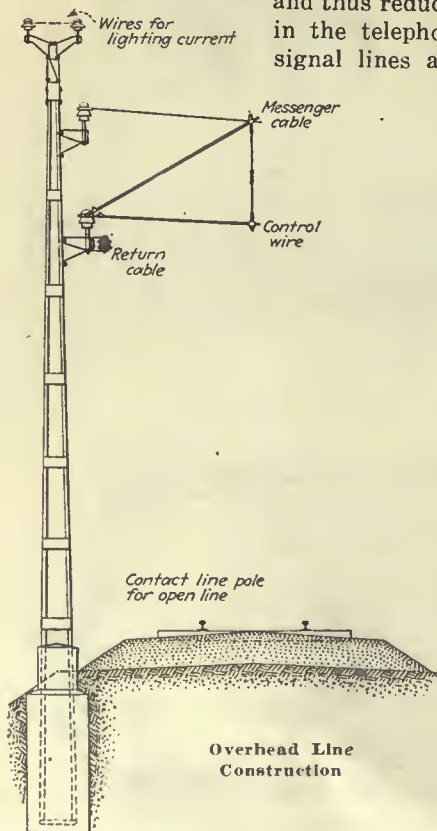 and thus reduc
in the telepho
signal lines a
Wires for
lighting current
Messenger
cable
Control
wire
Return
cable
Contact line pole
for open line
Overhead Line
Construction